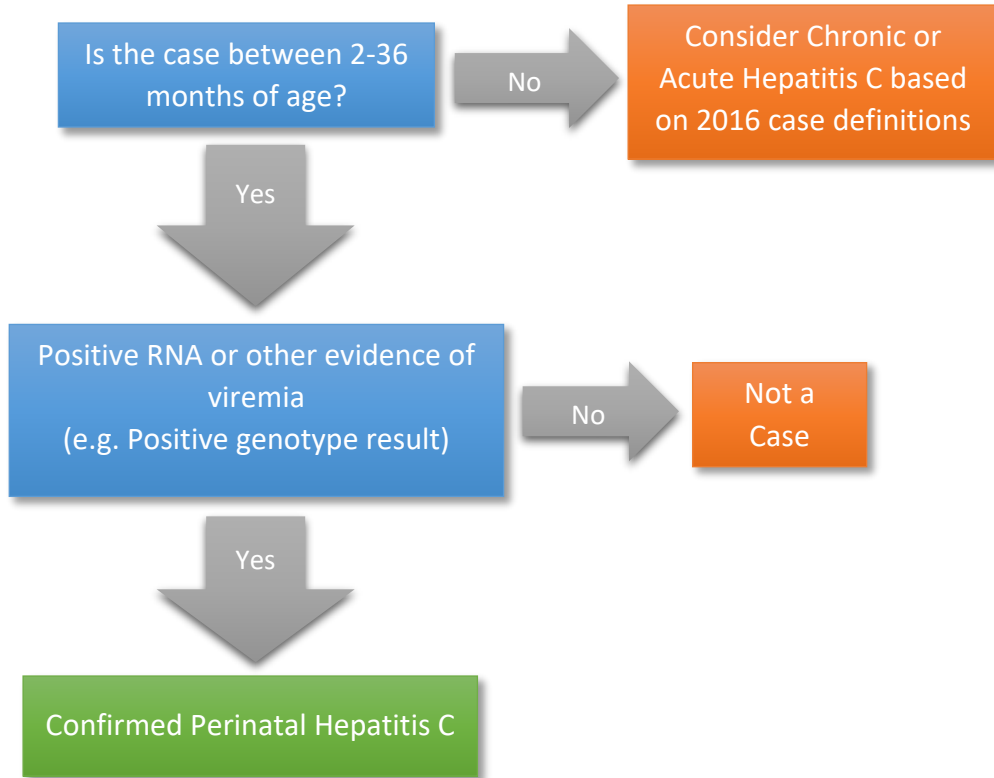 Is the case between 2-36
months of age?
No
Consider Chronic or
Acute Hepatitis C based
on 2016 case definitions
Yes
Positive RNA or other evidence of
viremia
(e.g. Positive genotype result)
No
Not a
Case
Yes
Confirmed Perinatal Hepatitis C